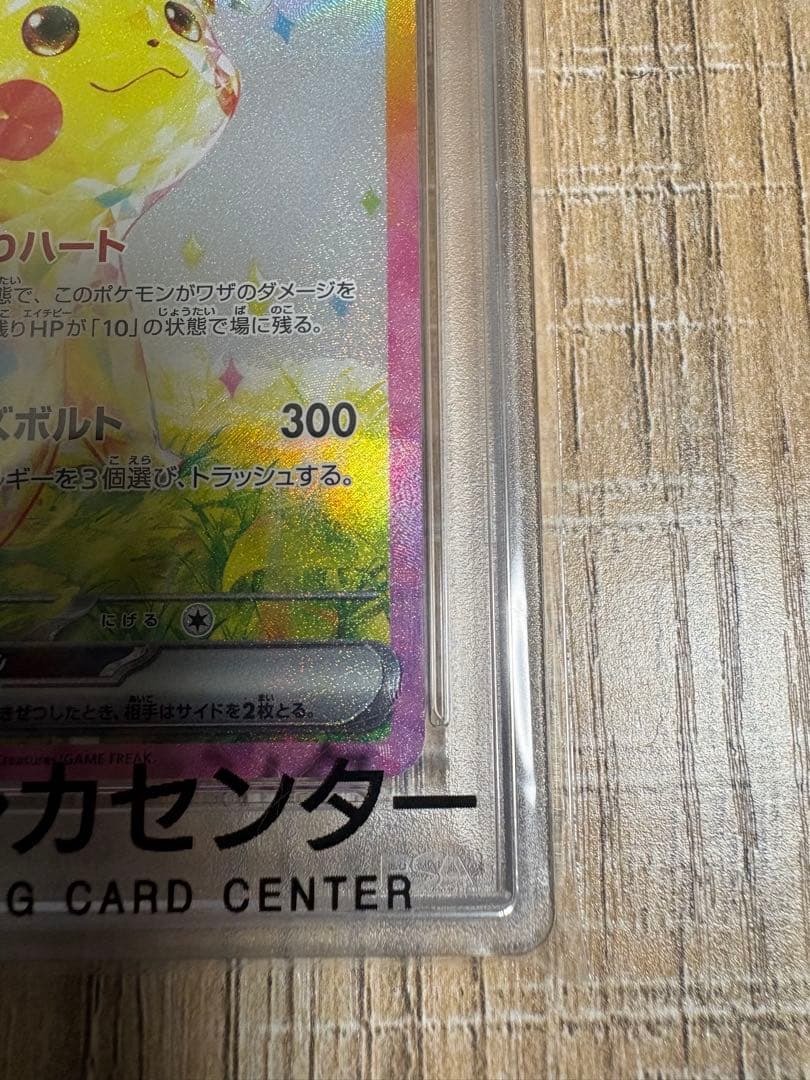 りハート
態で、このポケモンがワザのダメージを
残りHPが「10」の状態で場に残る。
ズボルト 300
ギーを3個選び、トラッシュする。
にげる
きぜつしたとき、相手はサイドを2枚とる。
Creatures/GAME FREAK.
カセンター
G CARD CENTER
PSA